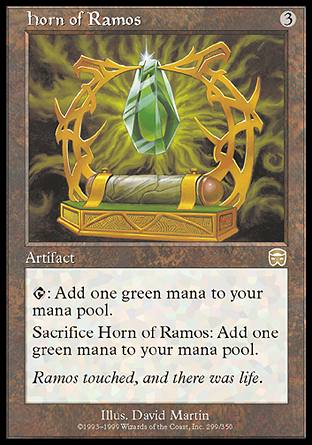 Horn of Ramos 3
Artifact
: Add one green mana to your
mana pool.
Sacrifice Horn of Ramos: Add one
green mana to your mana pool.
Ramos touched, and there was life.
Illus. David Martin
©1993-1999 Wizards of the Coast, Inc. 299/350